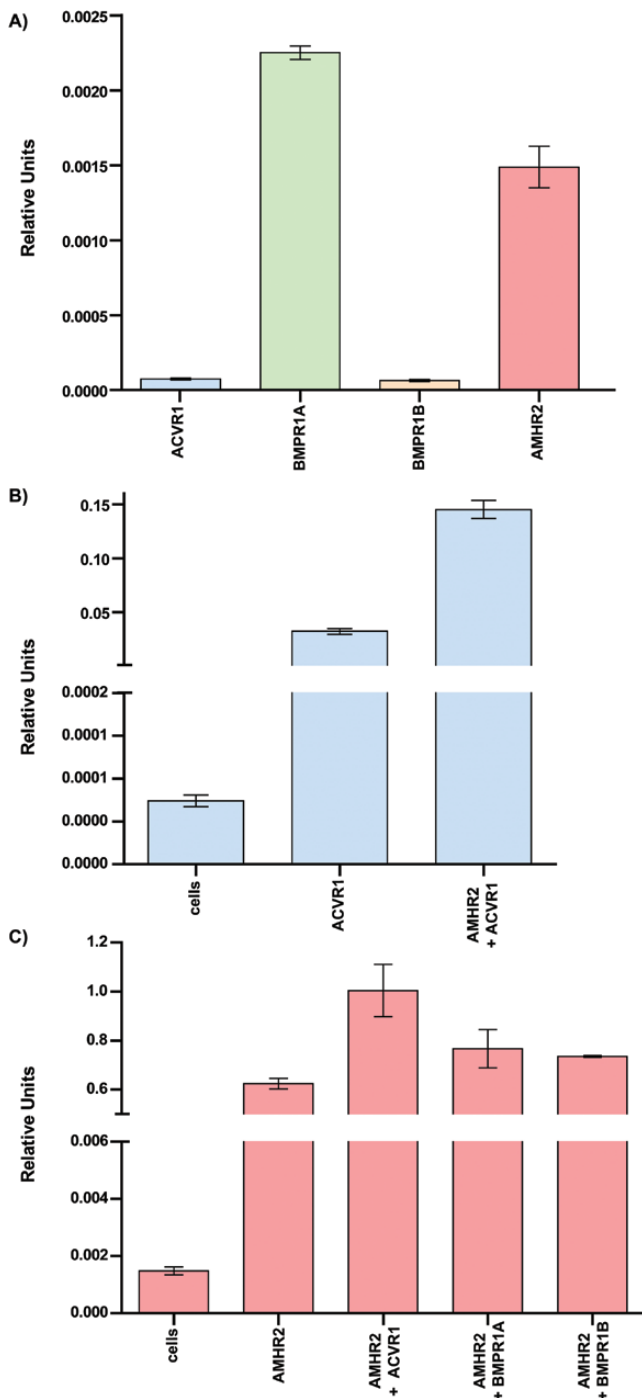 A)
Relative Units
0.0025
0.0020
0.0015
0.0010
0.0005
0.0000
ACVR1
BMPR1A
BMPR1B
AMHR2
B)
Relative Units
0.15
0.10
0.05
0.0002
0.0001
0.0001
0.0000
0.0000
cells
ACVR1
AMHR2
+ ACVR1
C)
Relative Units
1.2
1.0
0.8
0.6
0.006
0.004
0.002
0.000
cells
AMHR2
AMHR2
+ ACVR1
AMHR2
+ BMPR1A
AMHR2
+ BMPR1B